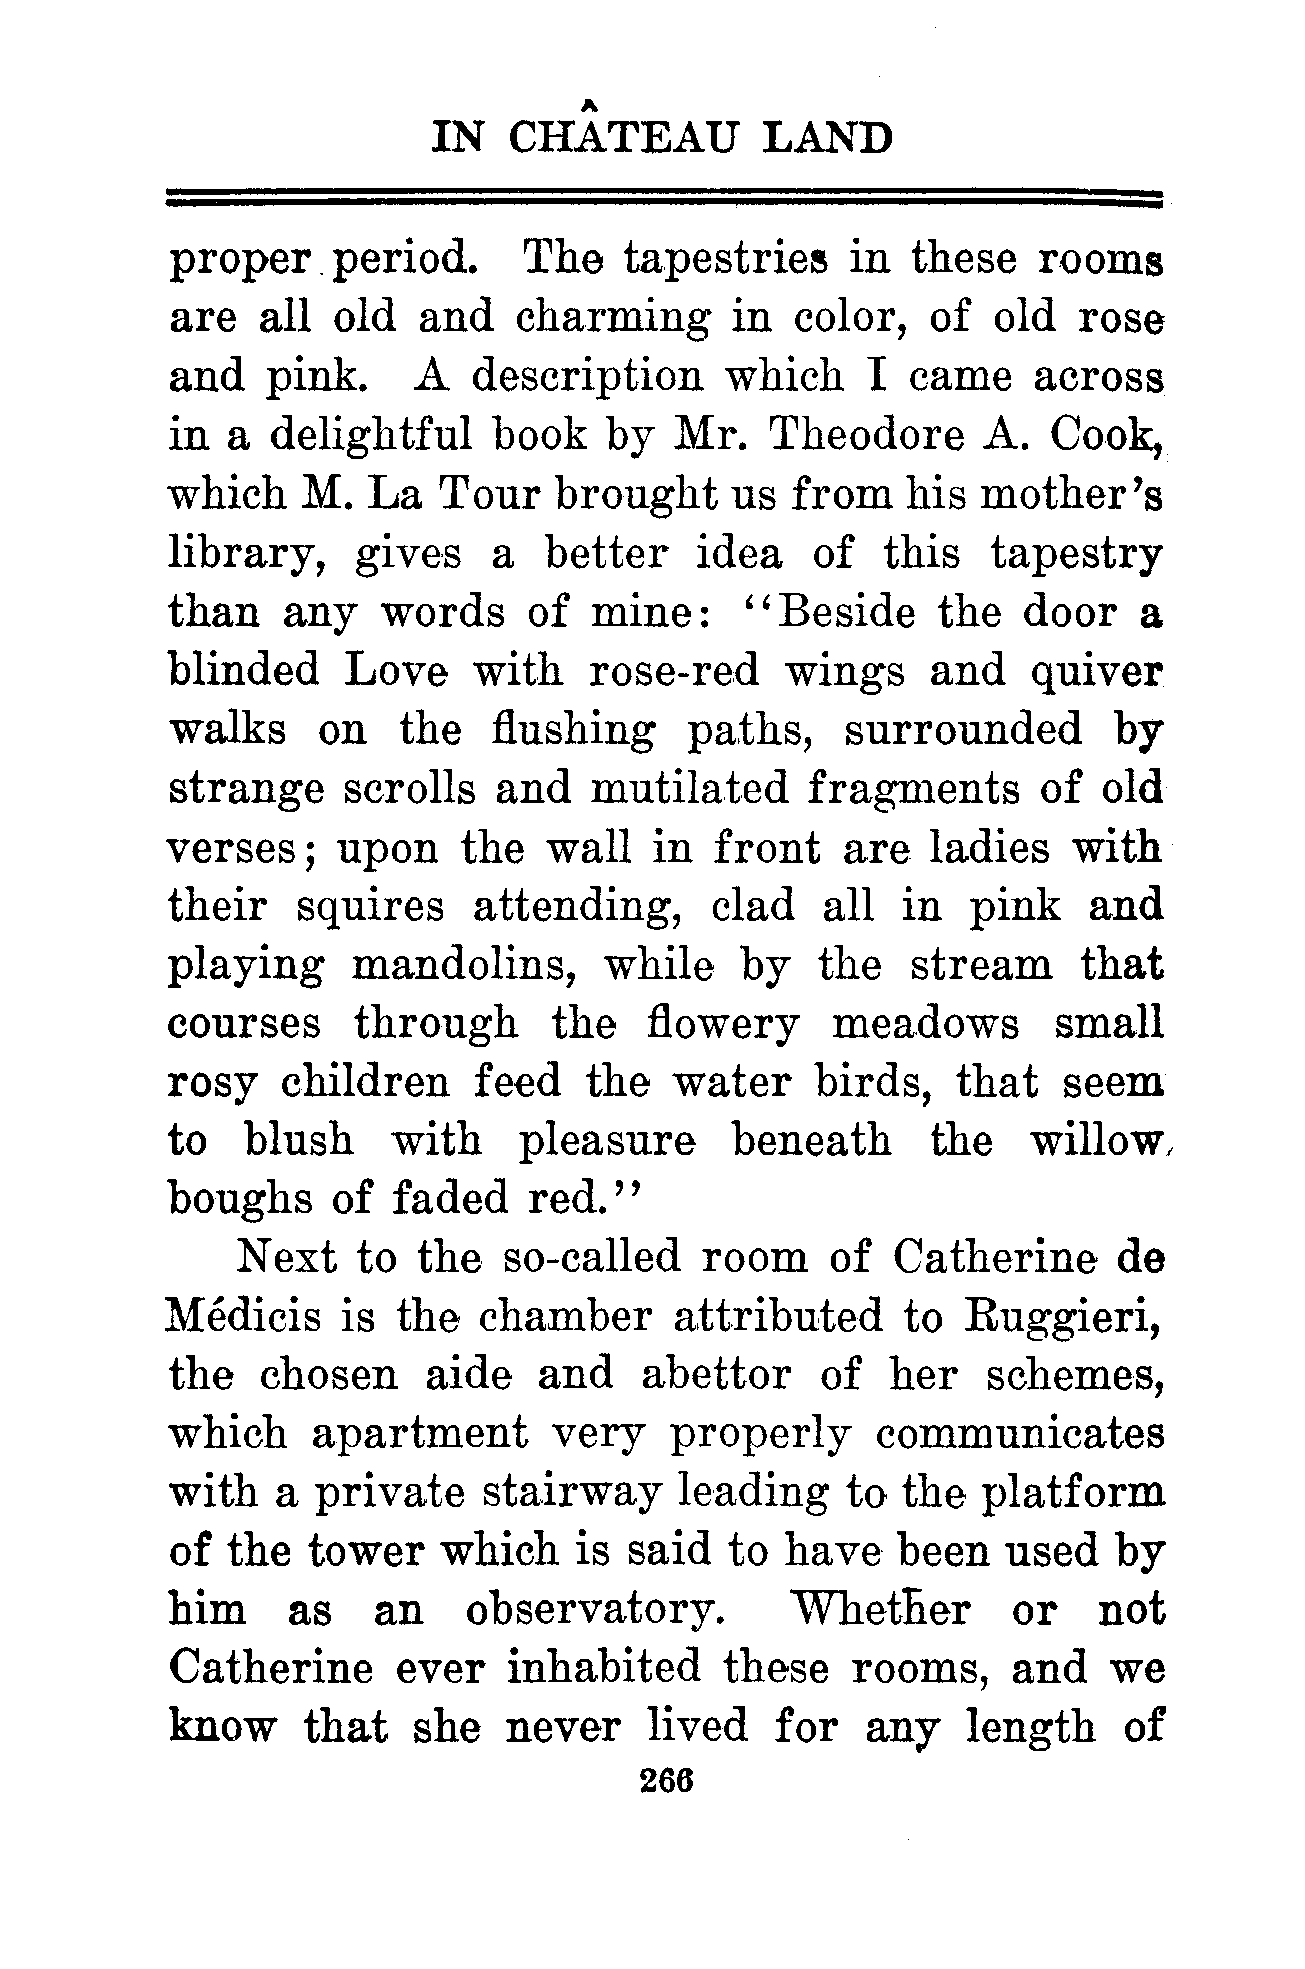 IN CHÂTEAU LAND
proper period. The tapestries in these rooms
are all old and charming in color, of old rose
and pink. A description which I came across
in a delightful book by Mr. Theodore A. Cook,
which M. La Tour brought us from his mother's
library, gives a better idea of this tapestry
than any words of mine: "Beside the door a
blinded Love with rose-red wings and quiver
walks on the flushing paths, surrounded by
strange scrolls and mutilated fragments of old
verses; upon the wall in front are ladies with
their squires attending, clad all in pink and
playing mandolins, while by the stream that
courses through the flowery meadows small
rosy children feed the water birds, that seem
to blush with pleasure beneath the willow
boughs of faded red."
Next to the so-called room of Catherine de
Médicis is the chamber attributed to Ruggieri,
the chosen aide and abettor of her schemes,
which apartment very properly communicates
with a private stairway leading to the platform
of the tower which is said to have been used by
him as an observatory. Whether or not
Catherine ever inhabited these rooms, and we
know that she never lived for any length of
266